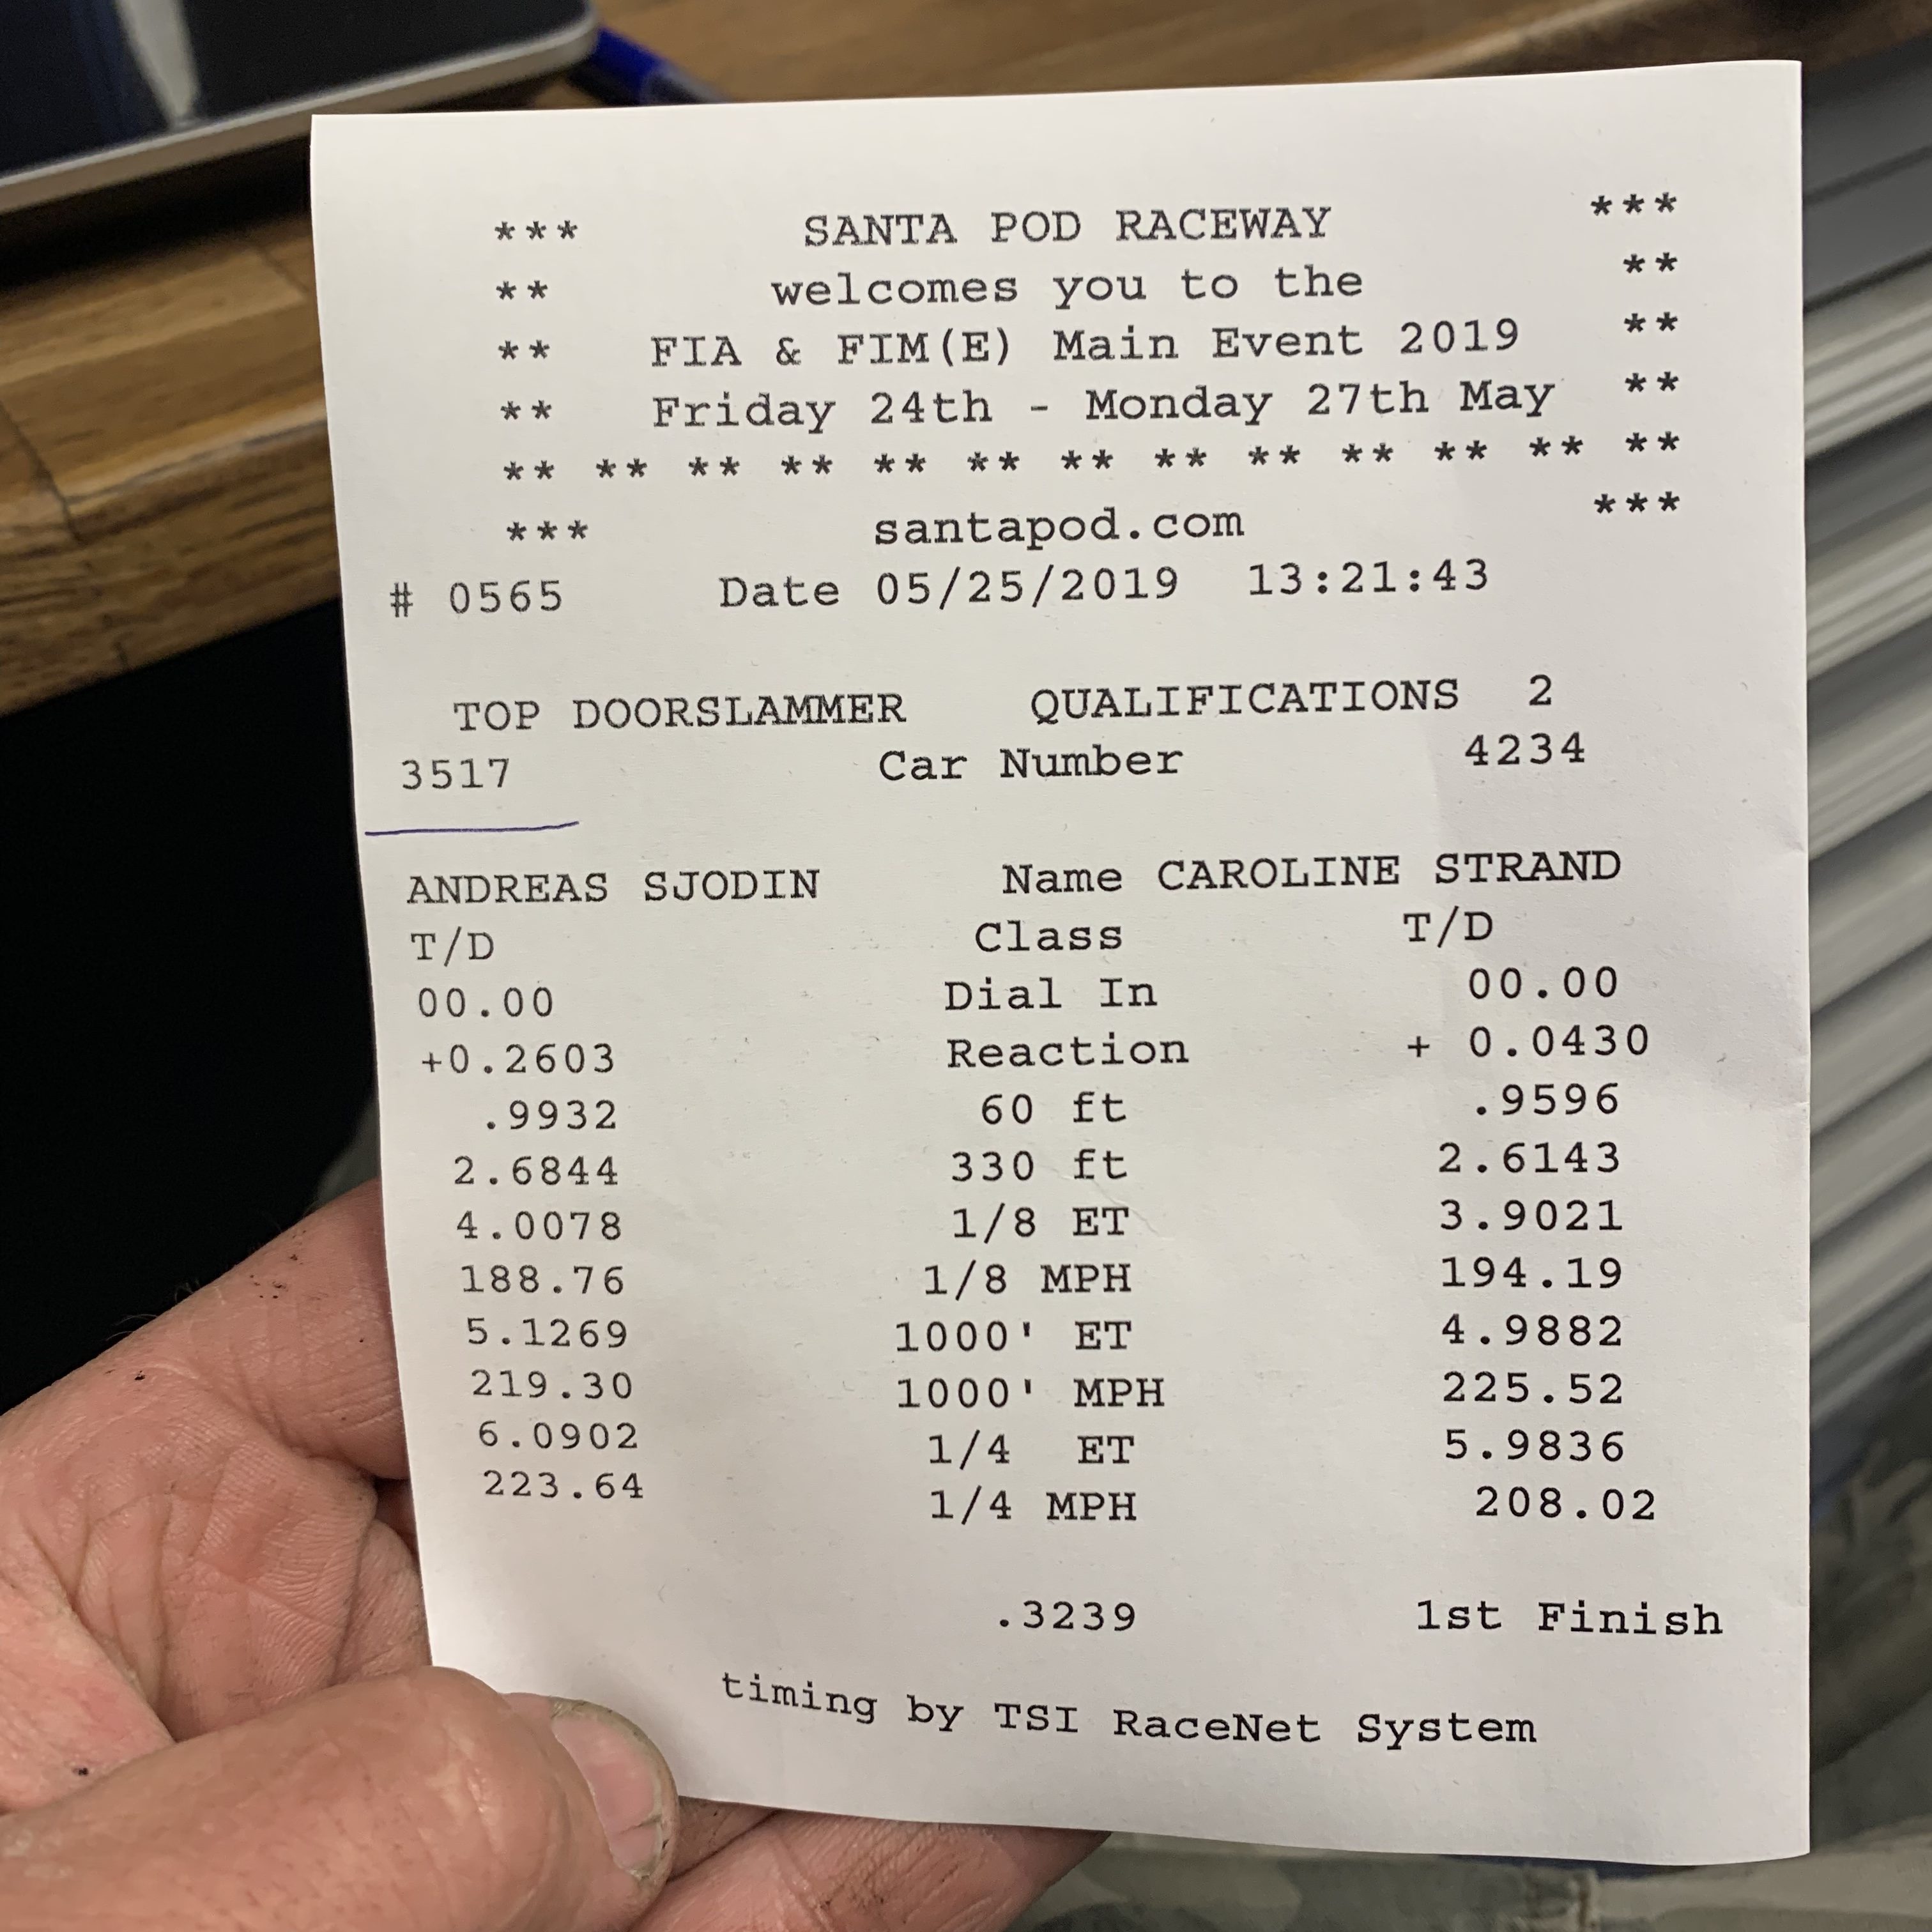 *** SANTA POD RACEWAY ***
** welcomes you to the **
** FIA & FIM(E) Main Event 2019 **
** Friday 24th - Monday 27th May **
** ** ** ** ** ** ** ** ** ** ** ** **
*** santapod.com ***
# 0565 Date 05/25/2019 13:21:43
TOP DOORSLAMMER QUALIFICATIONS 2
3517 Car Number 4234
ANDREAS SJODIN Name CAROLINE STRAND
T/D Class T/D
00.00 Dial In 00.00
+0.2603 Reaction + 0.0430
.9932 60 ft .9596
2.6844 330 ft 2.6143
4.0078 1/8 ET 3.9021
188.76 1/8 MPH 194.19
5.1269 1000' ET 4.9882
219.30 1000' MPH 225.52
6.0902 1/4 ET 5.9836
223.64 1/4 MPH 208.02
.3239 1st Finish
timing by TSI RaceNet System